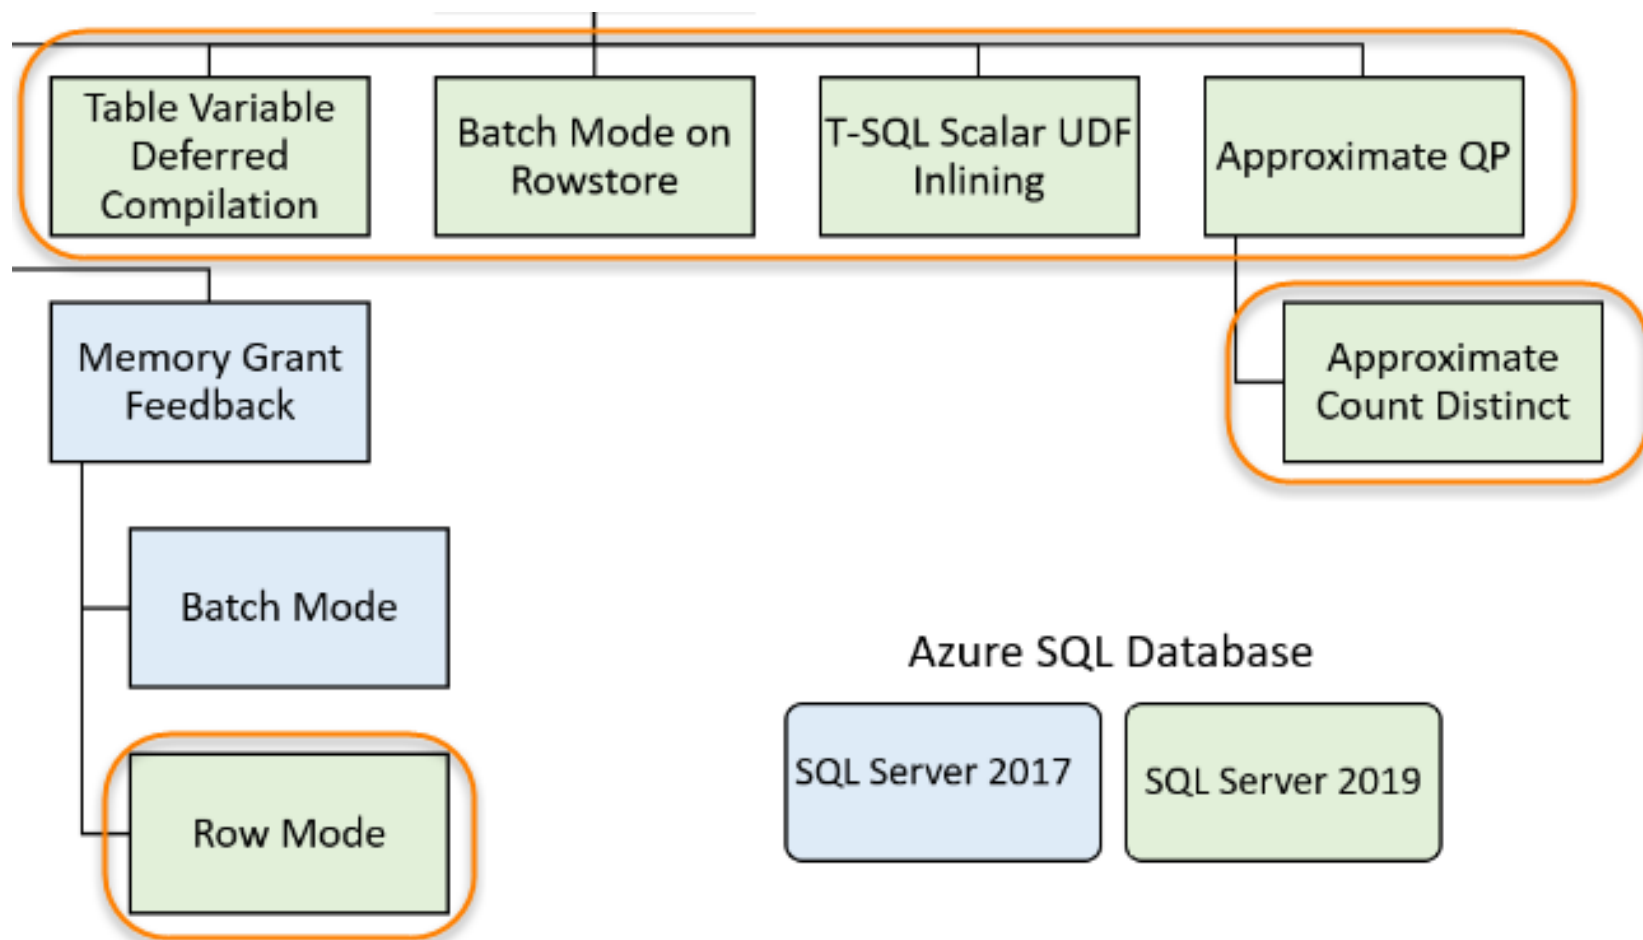 Table Variable
Deferred
Compilation
Batch Mode on
Rowstore
T-SQL Scalar UDF
Inlining
Approximate QP
Memory Grant
Feedback
Approximate
Count Distinct
Batch Mode
Row Mode
Azure SQL Database
SQL Server 2017
SQL Server 2019